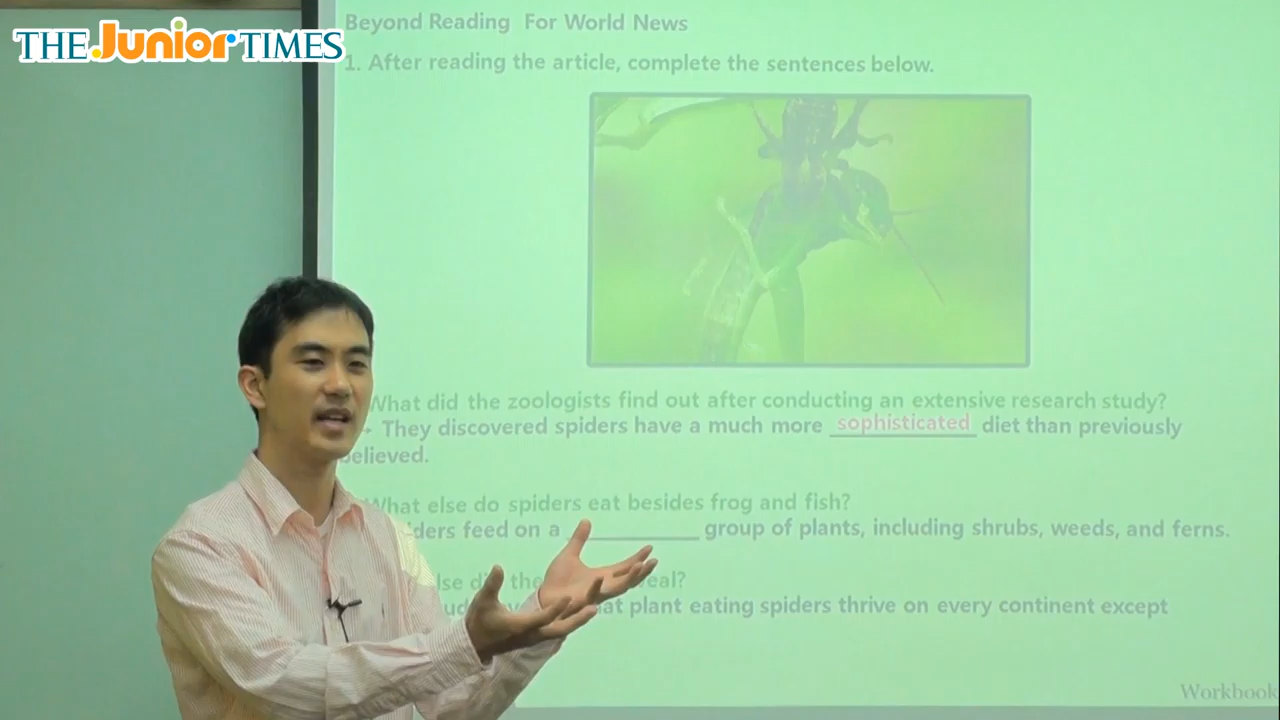 THE Junior TIMES
Beyond Reading For World News
1. After reading the article, complete the sentences below.
What did the zoologists find out after conducting an extensive research study?
They discovered spiders have a much more sophisticated diet than previously
believed.
What else do spiders eat besides frog and fish?
feed on a ________ group of plants, including shrubs, weeds, and ferns.
plant eating spiders thrive on every continent except
Workbook